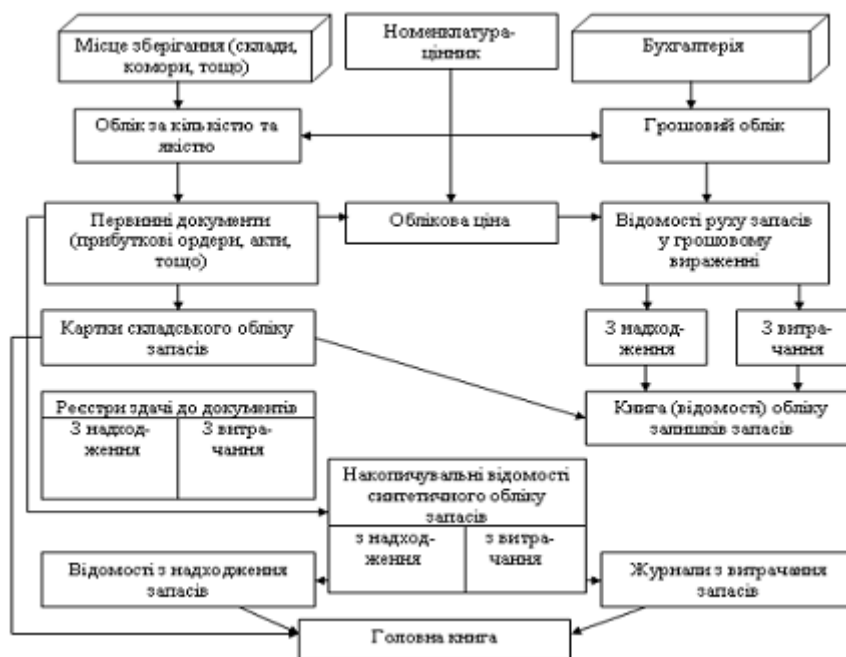 Місце зберігання (склади,
комори, тощо)
Номенклатура-
цінник
Бухгалтерія
Облік за кількістю та
якістю
Грошовий облік
Первинні документи
(прибуткові ордери, акти,
тощо)
Облікова ціна
Відомості руху запасів
у грошовому
вираженні
Картки складського обліку
запасів
З надход-
ження
З витра-
чання
Реєстри здачі до документів
З надход-
ження
З витра-
чання
Книга (відомості) обліку
залишків запасів
Накопичувальні відомості
синтетичного обліку
запасів
з надход-
ження
з витра-
чання
Відомості з надходження
запасів
Журнали з витрачання
запасів
Головна книга